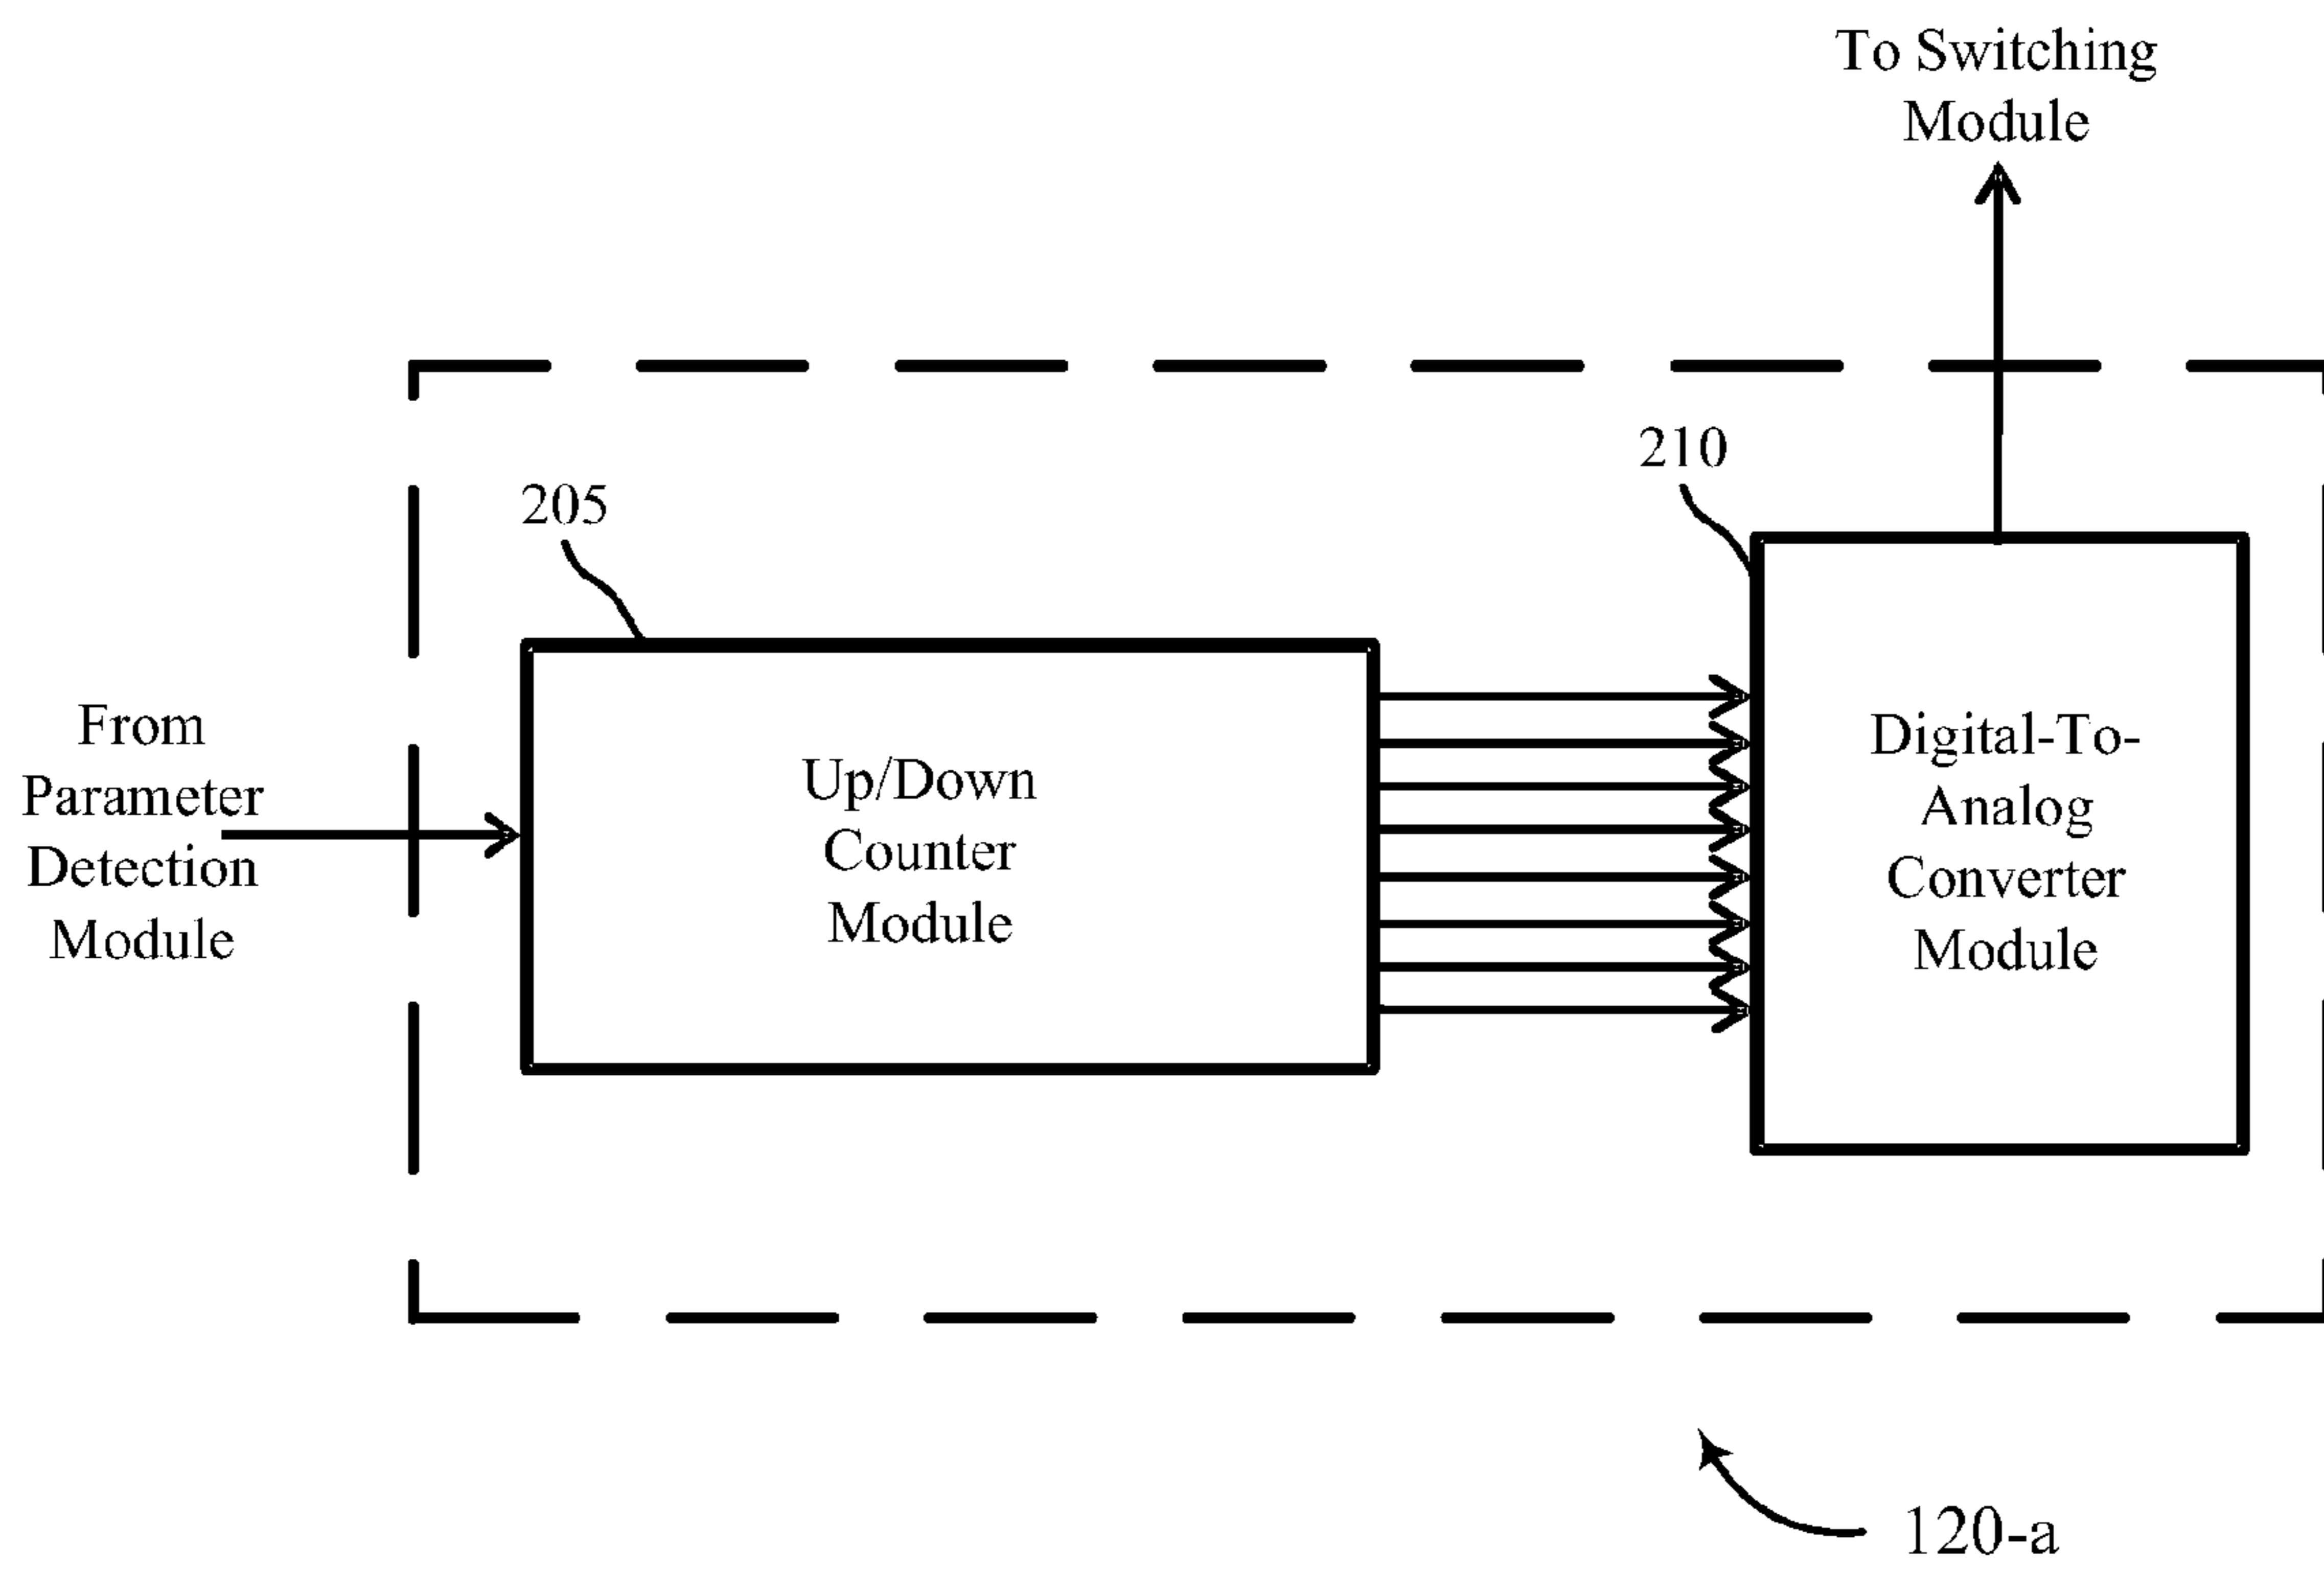 To Switching
Module
210
205
From
Parameter
Detection
Module
Up/Down
Counter
Module
Digital-To-
Analog
Converter
Module
120-a